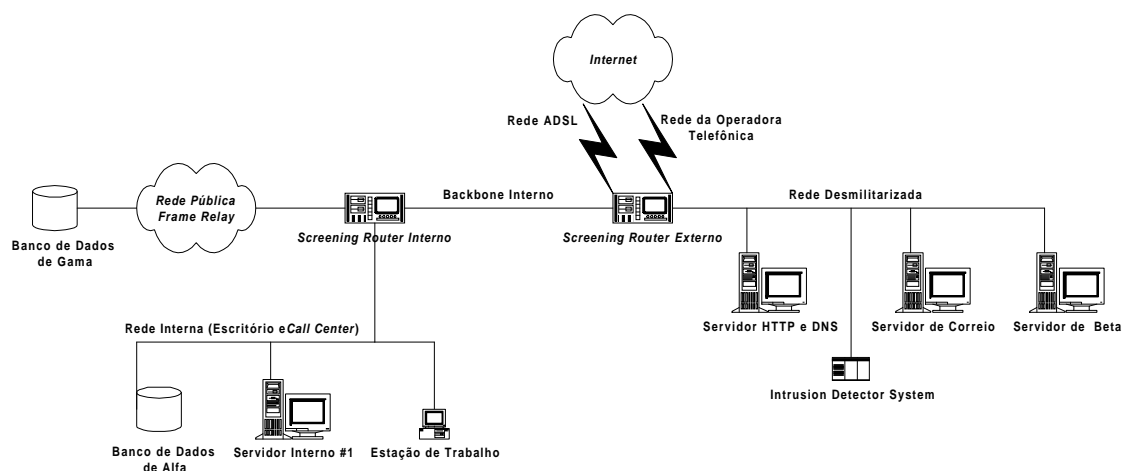 Internet
Rede ADSL
Rede da Operadora
Telefônica
Rede Pública
Frame Relay
Backbone Interno
Rede Desmilitarizada
Banco de Dados
de Gama
Screening Router Interno
Screening Router Externo
Servidor HTTP e DNS
Servidor de Correio
Servidor de Beta
Rede Interna (Escritório e Call Center)
Intrusion Detector System
Banco de Dados
de Alfa
Servidor Interno #1
Estação de Trabalho